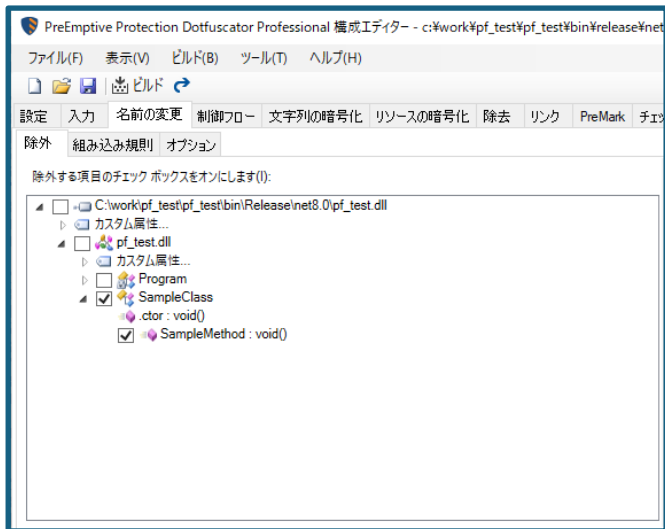 PreEmptive Protection Dotfuscator Professional 構成エディター - c:¥work¥pf_test¥pf_test¥bin¥release¥net
ファイル(F) 表示(V) ビルド(B) ツール(T) ヘルプ(H)
ビルド
設定 入力 名前の変更 制御フロー 文字列の暗号化 リソースの暗号化 除去 リンク PreMark チェッ
除外 組み込み規則 オプション
除外する項目のチェック ボックスをオンにします(I):
C:\work\pf_test\pf_test\bin\Release\net8.0\pf_test.dll
カスタム属性...
pf_test.dll
カスタム属性...
Program
SampleClass
.ctor : void()
SampleMethod : void()